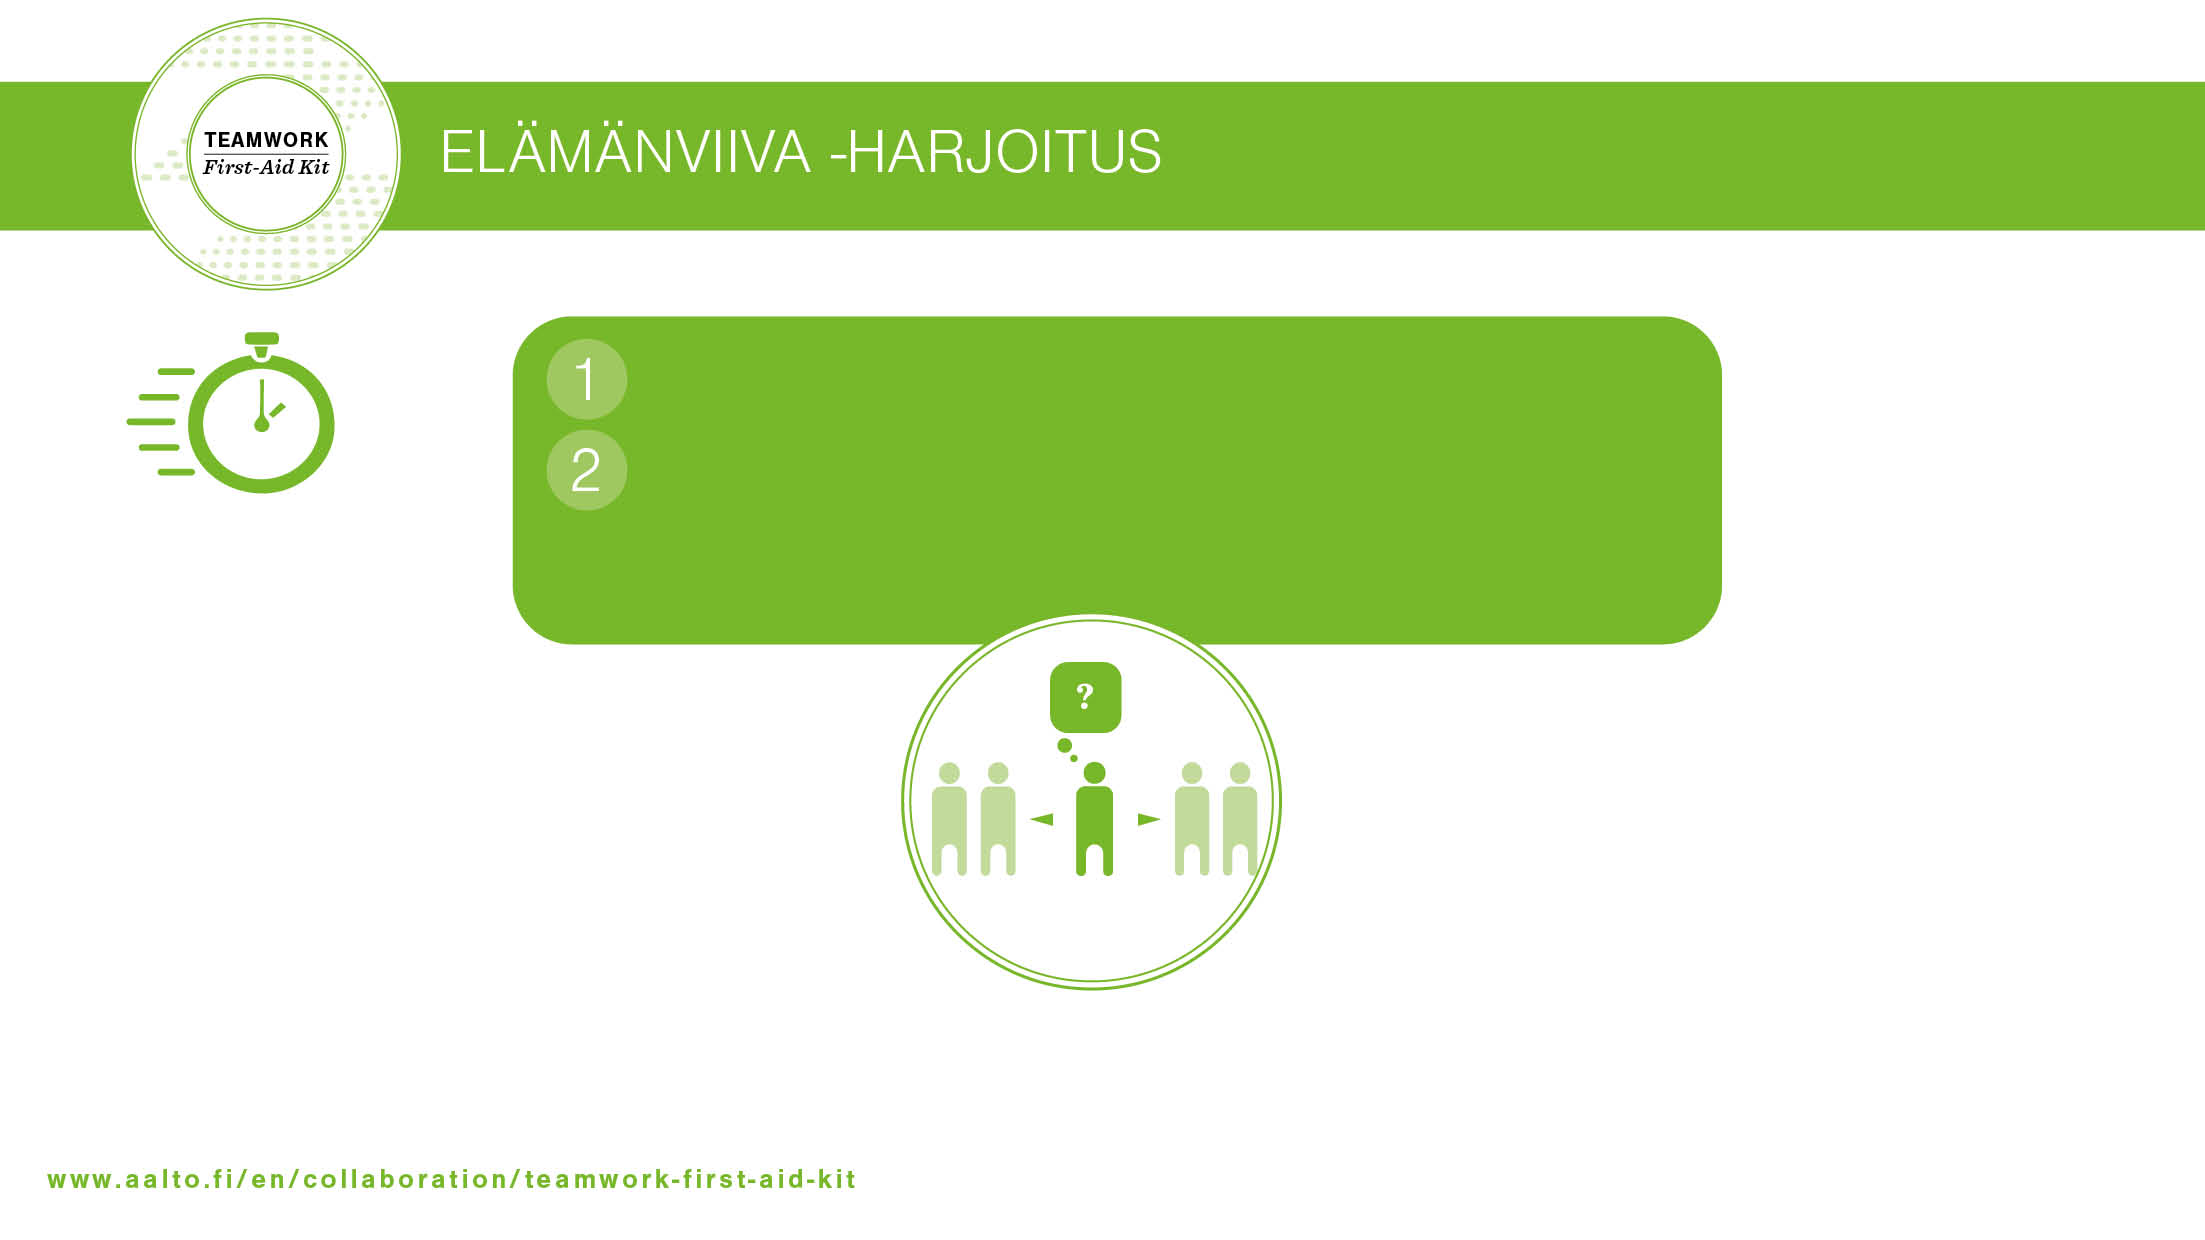 TEAMWORK
First-Aid Kit
ELÄMÄNVIIVA -HARJOITUS
1
2
?
www.aalto.fi/en/collaboration/teamwork-first-aid-kit